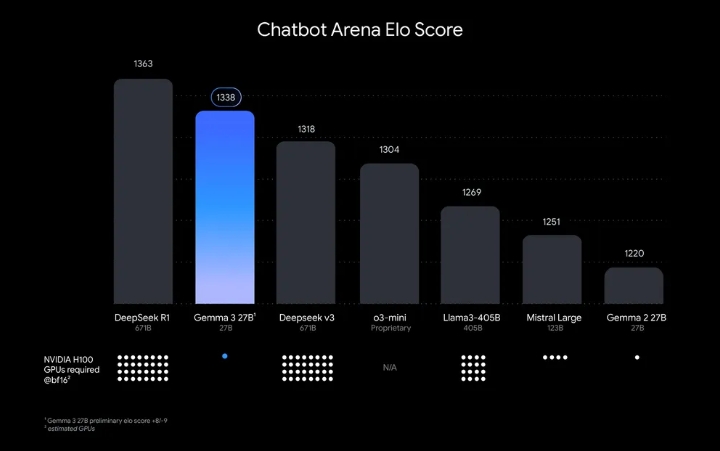 Chatbot Arena Elo Score
1363
1338
1318
1304
1269
1251
1220
DeepSeek R1
671B
Gemma 3 27B¹
27B
Deepseek v3
671B
o3-mini
Proprietary
Llama3-405B
405B
Mistral Large
123B
Gemma 2 27B
27B
NVIDIA H100
GPUs required
@bf16²
N/A
¹ Gemma 3 27B preliminary elo score +8/-9
² estimated GPUs